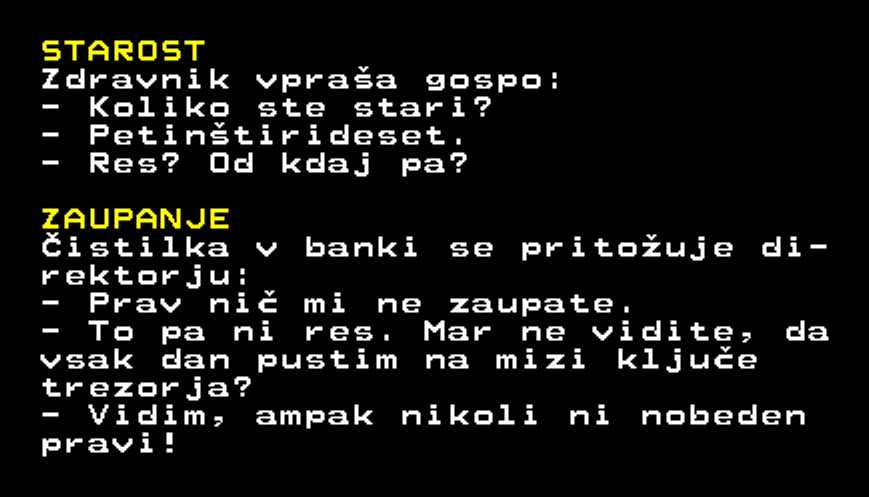 STAROST
Zdravnik vpraša gospo:
- Koliko ste stari?
- Petinštirideset.
- Res? Od kdaj pa?
ZAUPANJE
Čistilka v banki se pritožuje di-
rektorju:
- Prav nič mi ne zaupate.
- To pa ni res. Mar ne vidite, da
vsak dan pustim na mizi ključe
trezorja?
- Vidim, ampak nikoli ni nobeden
pravi!